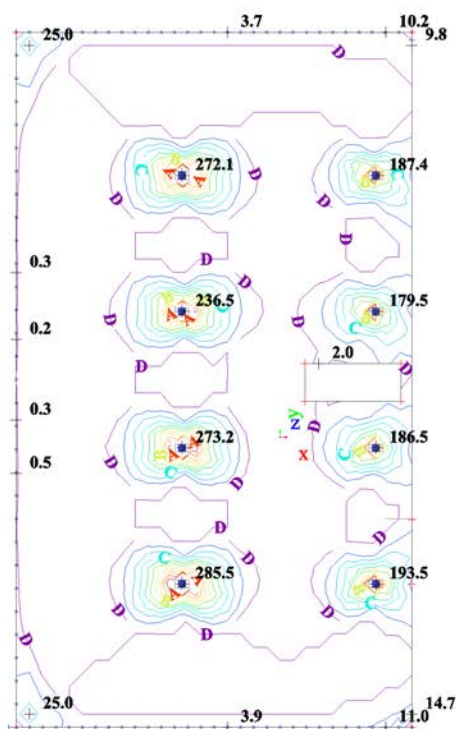 3.7 10.2
25.0 9.8
D
B
272.1 187.4
C A A B C
D D D
D D
0.3
236.5 179.5
D B D D
A A C C B
0.2
2.0
D D
0.3
y
z D
x
273.2 186.5
D B A A C B
0.5 C D
D D
285.5 193.5
C D D
B A A B C
D D
D D
25.0 14.7
3.9 11.0